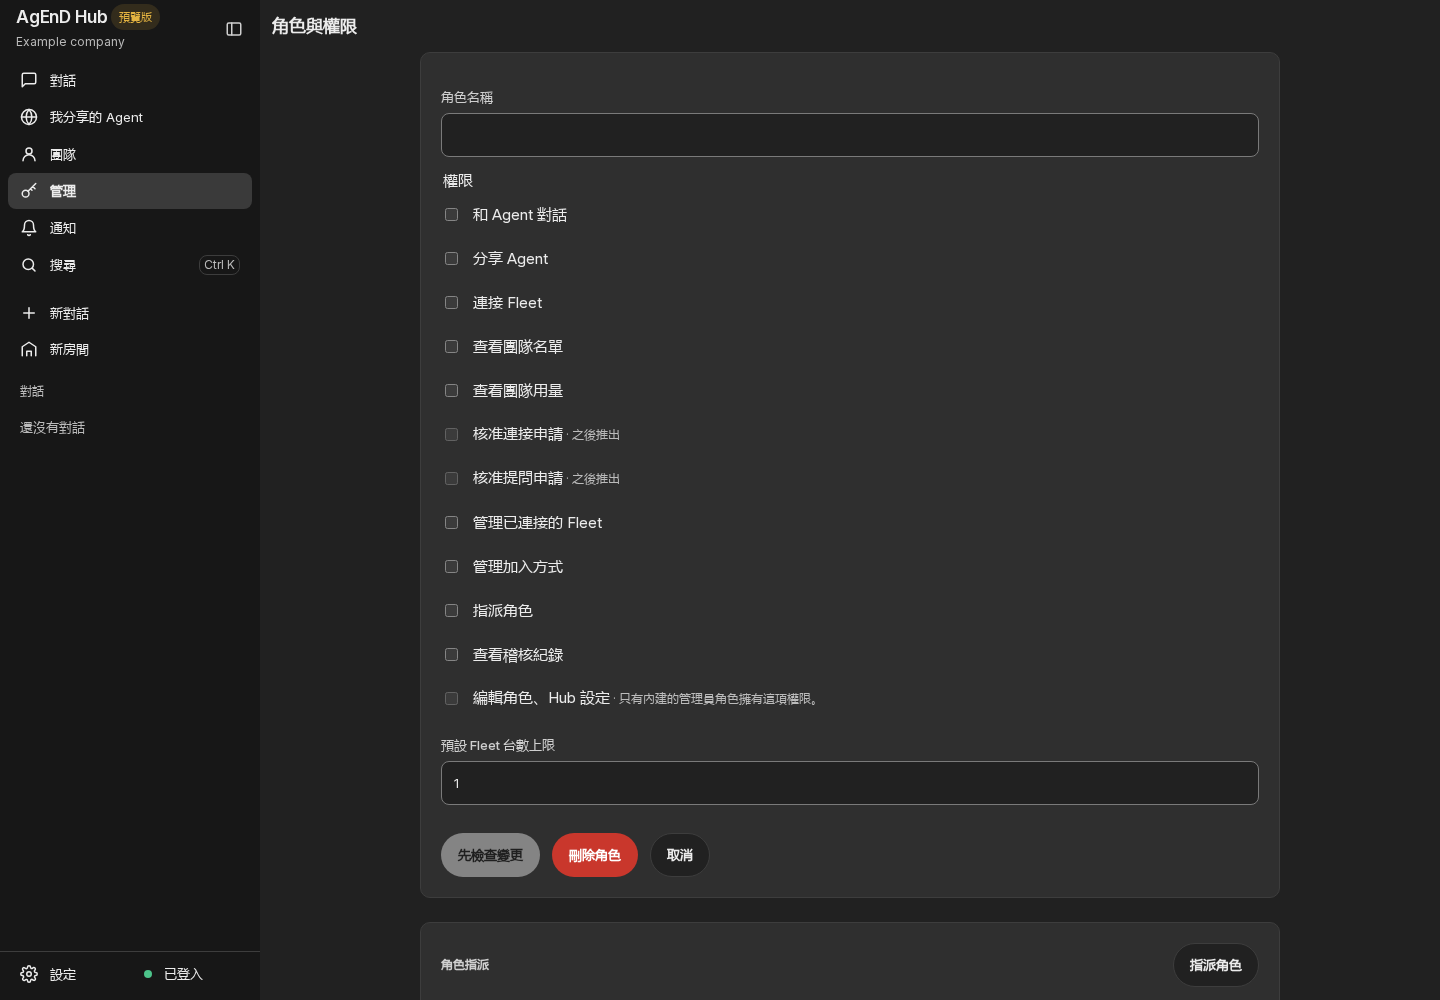 AgEnD Hub 預覽版
Example company
對話
我分享的 Agent
團隊
管理
通知
搜尋 Ctrl K
新對話
新房間
對話
還沒有對話
設定 已登入
角色與權限
角色名稱
權限
和 Agent 對話
分享 Agent
連接 Fleet
查看團隊名單
查看團隊用量
核准連接申請 · 之後推出
核准提問申請 · 之後推出
管理已連接的 Fleet
管理加入方式
指派角色
查看稽核紀錄
編輯角色、Hub 設定 · 只有內建的管理員角色擁有這項權限。
預設 Fleet 台數上限
1
先檢查變更 刪除角色 取消
角色指派 指派角色